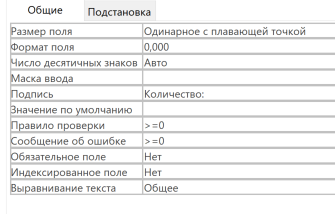 Общие Подстановка
Размер поля Одинарное с плавающей точкой
Формат поля 0,000
Число десятичных знаков Авто
Маска ввода
Подпись Количество:
Значение по умолчанию
Правило проверки >=0
Сообщение об ошибке >=0
Обязательное поле Нет
Индексированное поле Нет
Выравнивание текста Общее